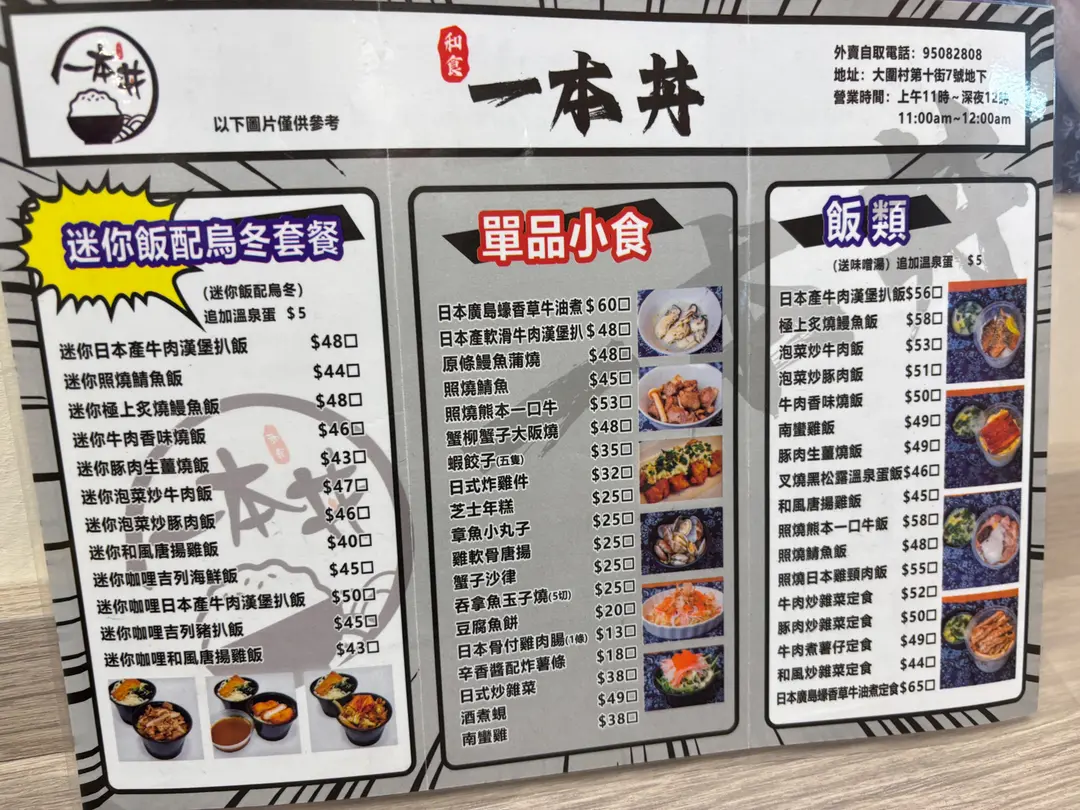 一本丼
以下圖片僅供參考
和食
一本丼
外賣自取電話：95082808
地址：大圍村第十街7號地下
營業時間：上午11時～深夜12時
11:00am~12:00am
迷你飯配烏冬套餐
(迷你飯配烏冬)
追加溫泉蛋 $5
迷你日本產牛肉漢堡扒飯 $48□
迷你照燒鯖魚飯 $44□
迷你極上炙燒鰻魚飯 $48□
迷你牛肉香味燒飯 $46□
迷你豚肉生薑燒飯 $43□
迷你泡菜炒牛肉飯 $47□
迷你泡菜炒豚肉飯 $46□
迷你和風唐揚雞飯 $40□
迷你咖哩吉列海鮮飯 $45□
迷你咖哩日本產牛肉漢堡扒飯 $50□
迷你咖哩吉列豬扒飯 $45□
迷你咖哩和風唐揚雞飯 $43□
單品小食
日本廣島蠔香草牛油煮 $60□
日本產軟滑牛肉漢堡扒 $48□
原條鰻魚蒲燒 $48□
照燒鯖魚 $45□
照燒熊本一口牛 $53□
蟹柳蟹子大阪燒 $48□
蝦餃子(五隻) $35□
日式炸雞件 $32□
芝士年糕 $25□
章魚小丸子 $25□
雞軟骨唐揚 $25□
蟹子沙律 $25□
吞拿魚玉子燒(5切) $25□
豆腐魚餅 $20□
日本骨付雞肉腸(1條) $13□
辛香醬配炸薯條 $18□
日式炒雜菜 $38□
酒煮蜆 $49□
南蠻雞 $38□
飯類
(送味噌湯) 追加溫泉蛋 $5
日本產牛肉漢堡扒飯 $56□
極上炙燒鰻魚飯 $58□
泡菜炒牛肉飯 $53□
泡菜炒豚肉飯 $51□
牛肉香味燒飯 $50□
南蠻雞飯 $49□
豚肉生薑燒飯 $49□
叉燒黑松露溫泉蛋飯 $46□
和風唐揚雞飯 $45□
照燒熊本一口牛飯 $58□
照燒鯖魚飯 $48□
照燒日本雞頸肉飯 $55□
牛肉炒雜菜定食 $52□
豚肉炒雜菜定食 $50□
牛肉煮薯仔定食 $49□
和風炒雜菜定食 $44□
日本廣島蠔香草牛油煮定食 $65□